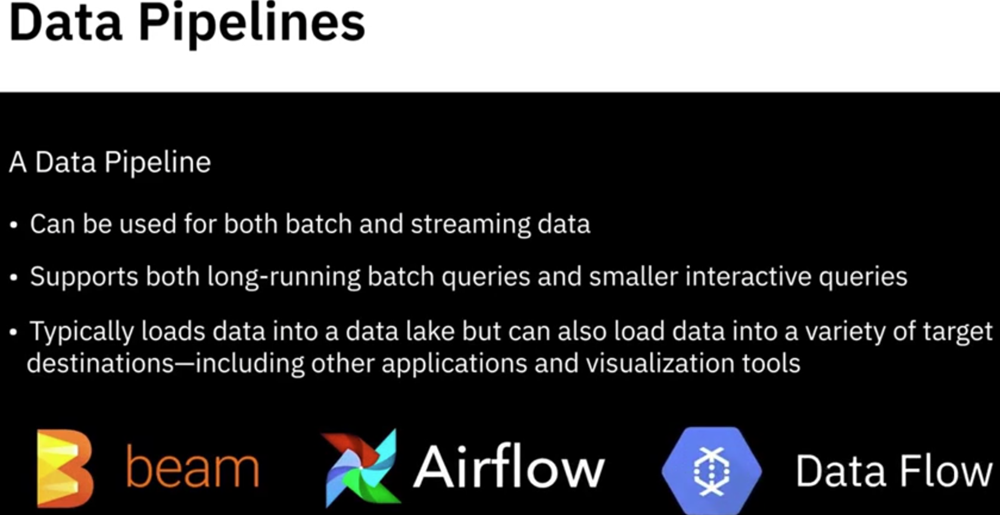 Data Pipelines
A Data Pipeline
• Can be used for both batch and streaming data
• Supports both long-running batch queries and smaller interactive queries
• Typically loads data into a data lake but can also load data into a variety of target
destinations—including other applications and visualization tools
beam
Airflow
Data Flow